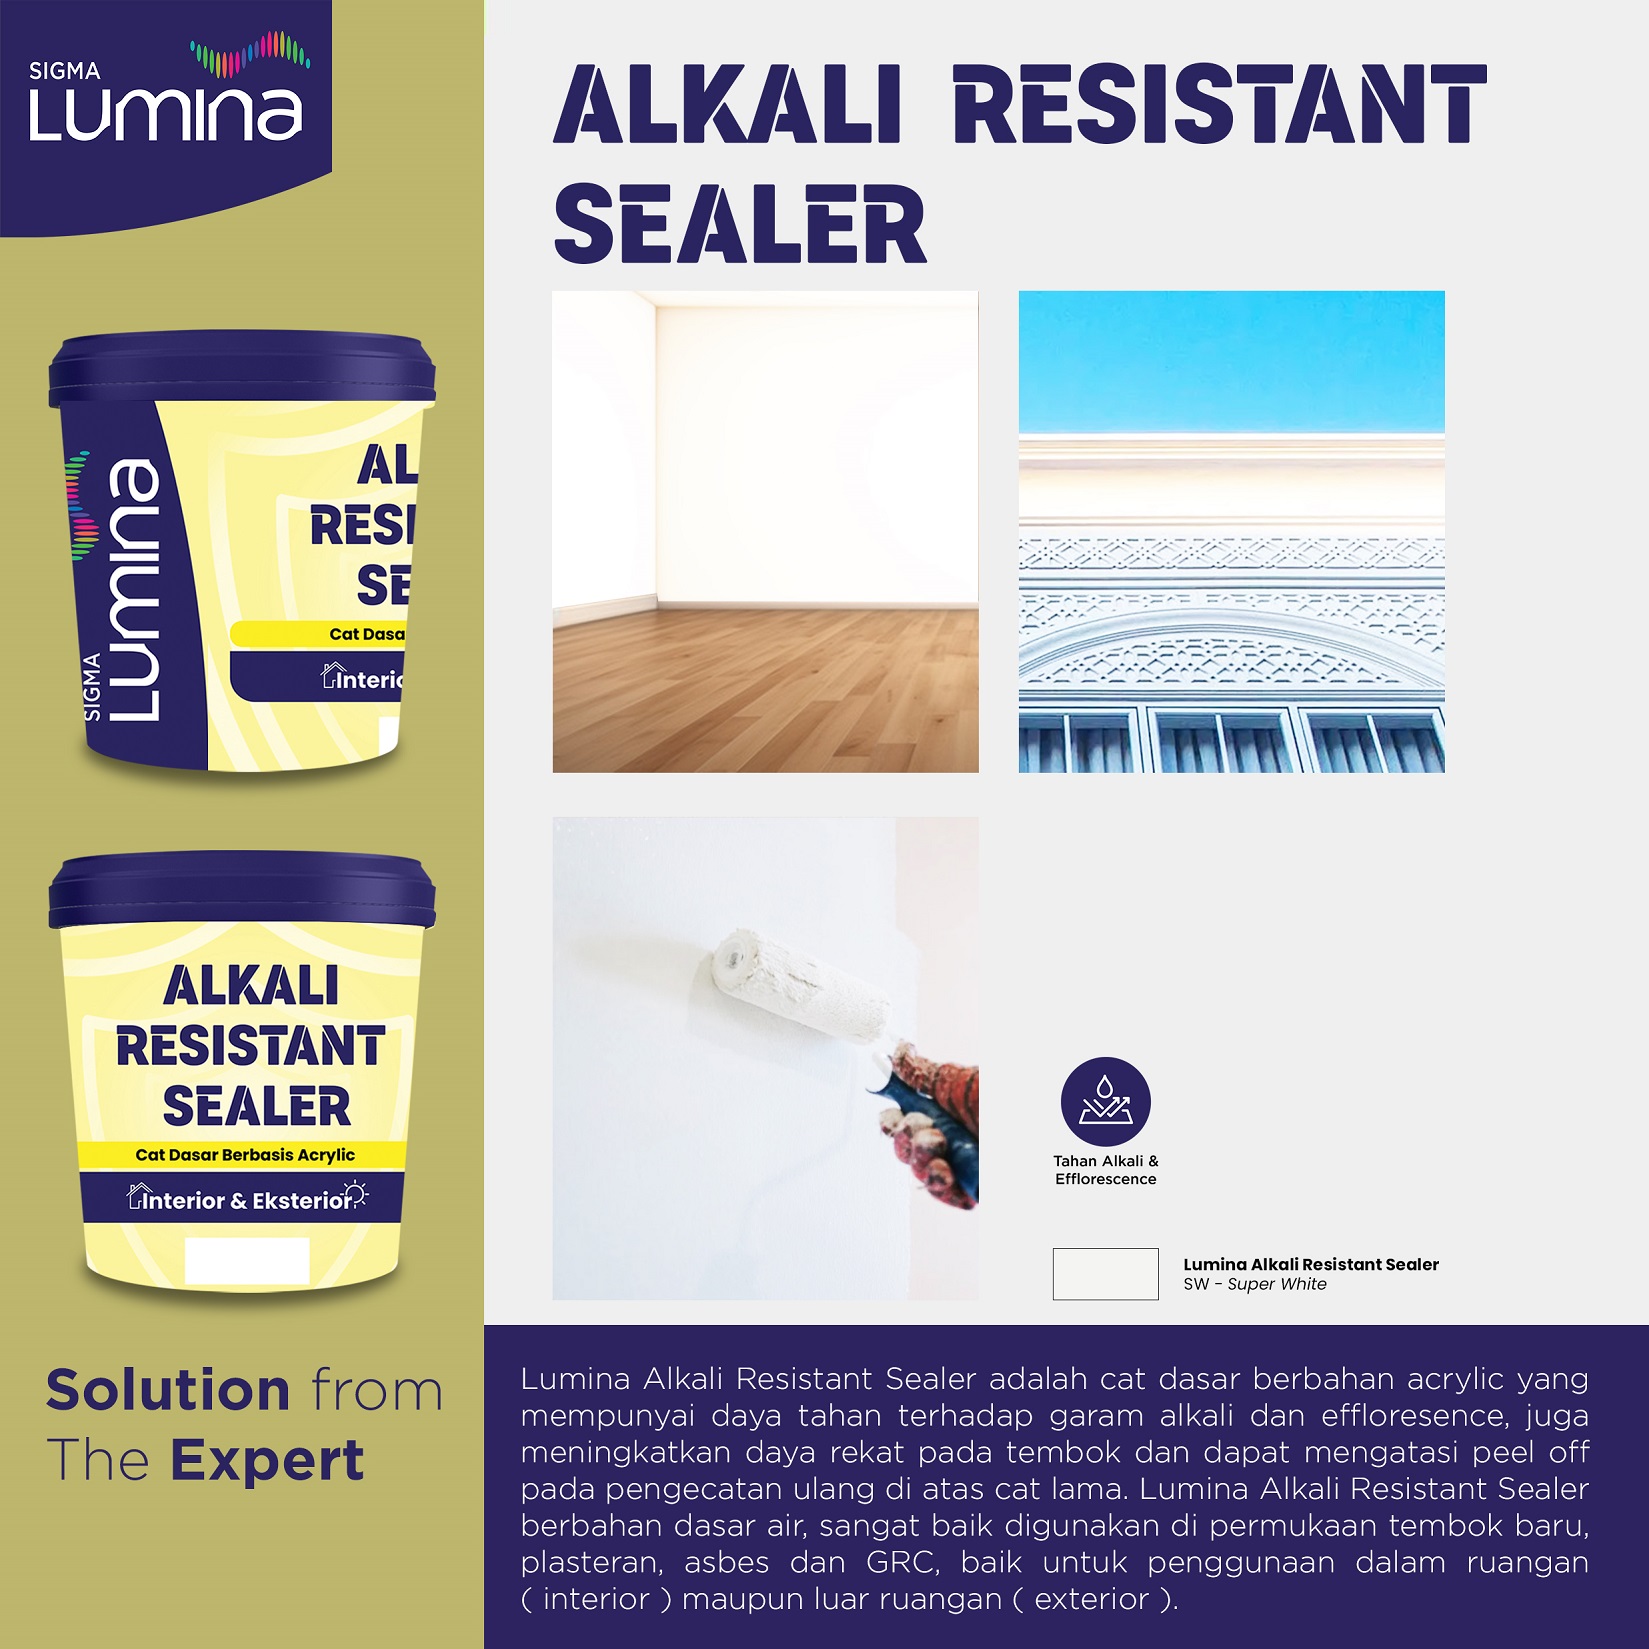 SIGMA
Lumina
ALKALI RESISTANT
SEALER
SIGMA
Lumina
AL
RESI
SE
Cat Dasa
Interio
ALKALI
RESISTANT
SEALER
Cat Dasar Berbasis Acrylic
Interior & Eksterior
Solution from
The Expert
Tahan Alkali &
Efflorescence
Lumina Alkali Resistant Sealer
SW - Super White
Lumina Alkali Resistant Sealer adalah cat dasar berbahan acrylic yang
mempunyai daya tahan terhadap garam alkali dan effloresence, juga
meningkatkan daya rekat pada tembok dan dapat mengatasi peel off
pada pengecatan ulang di atas cat lama. Lumina Alkali Resistant Sealer
berbahan dasar air, sangat baik digunakan di permukaan tembok baru,
plasteran, asbes dan GRC, baik untuk penggunaan dalam ruangan
( interior ) maupun luar ruangan ( exterior ).